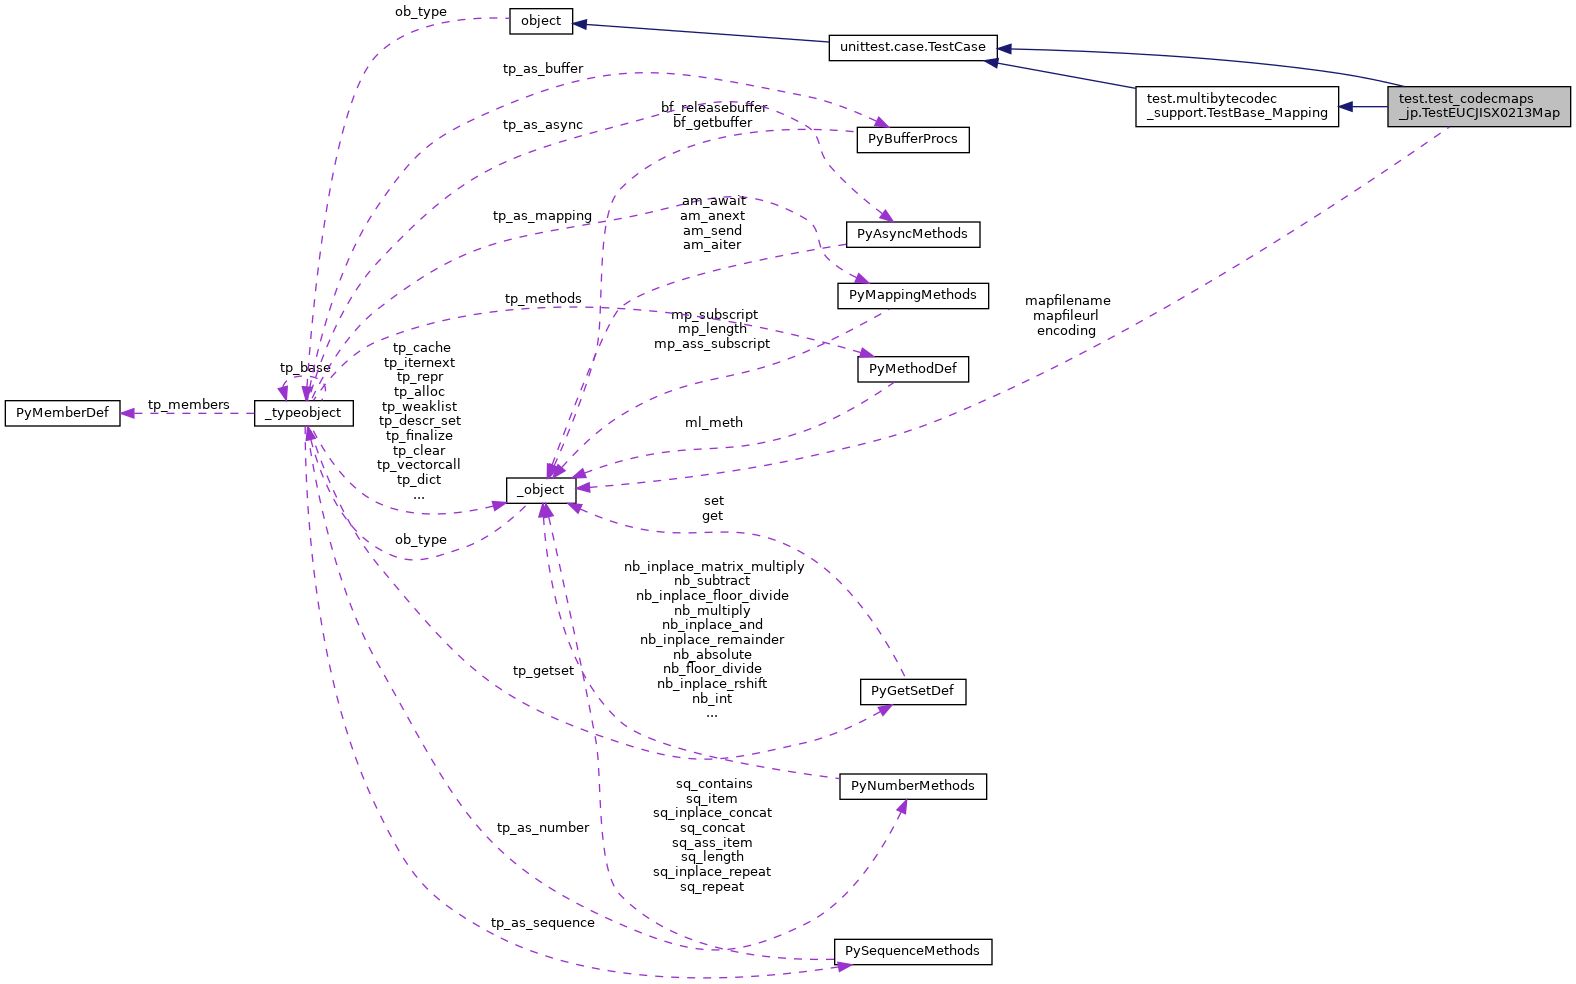 ob_type
object
unittest.case.TestCase
tp_as_buffer
test.multibytecodec
_support.TestBase_Mapping
test.test_codecmaps
_jp.TestEUCJISX0213Map
bf_releasebuffer
bf_getbuffer
tp_as_async
PyBufferProcs
am_await
am_anext
am_send
am_aiter
tp_as_mapping
PyAsyncMethods
PyMappingMethods
tp_methods
mapfilename
mapfileurl
encoding
mp_subscript
mp_length
mp_ass_subscript
PyMethodDef
tp_base
tp_cache
tp_iternext
tp_repr
tp_alloc
tp_weaklist
tp_descr_set
tp_finalize
tp_clear
tp_vectorcall
tp_dict
...
PyMemberDef
tp_members
_typeobject
ml_meth
_object
ob_type
set
get
nb_inplace_matrix_multiply
nb_subtract
nb_inplace_floor_divide
nb_multiply
nb_inplace_and
nb_inplace_remainder
nb_absolute
nb_floor_divide
nb_inplace_rshift
nb_int
...
tp_getset
PyGetSetDef
PyNumberMethods
sq_contains
sq_item
sq_inplace_concat
sq_concat
sq_ass_item
sq_length
sq_inplace_repeat
sq_repeat
tp_as_number
tp_as_sequence
PySequenceMethods